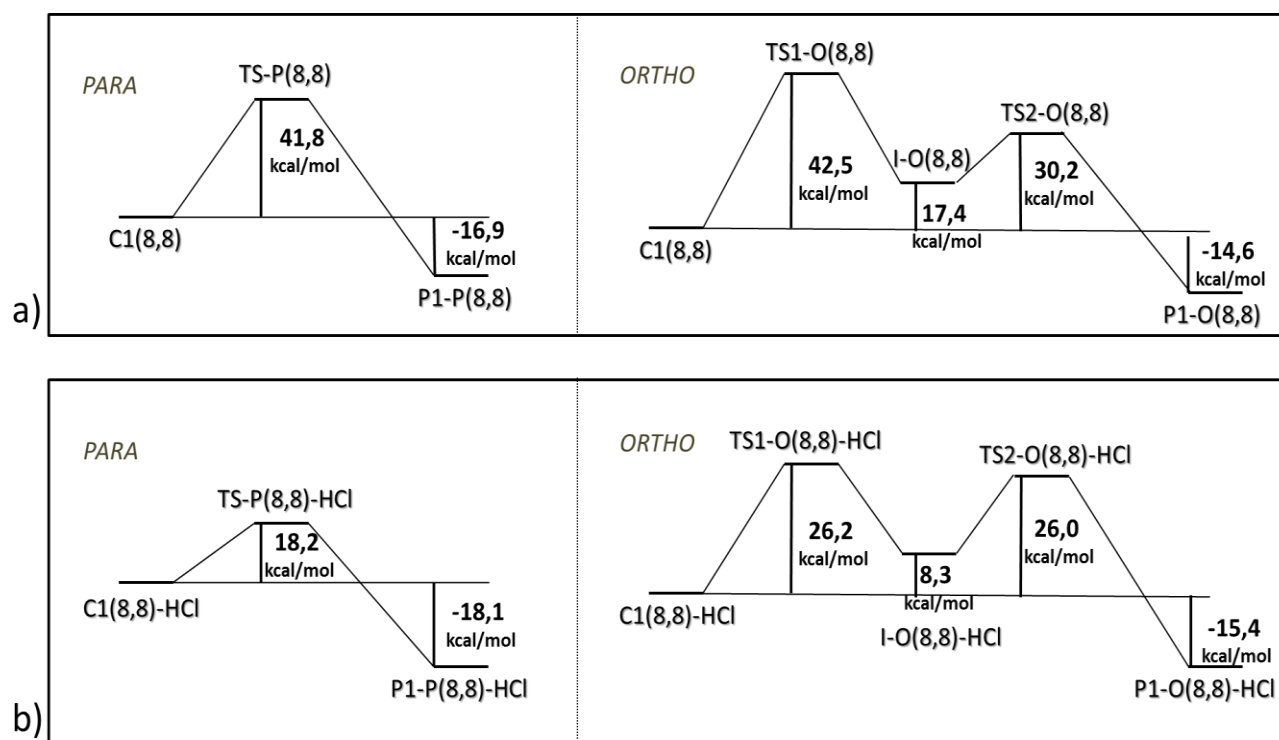 PARA
TS-P(8,8)
41,8
kcal/mol
C1(8,8)
-16,9
kcal/mol
P1-P(8,8)
ORTHO
TS1-O(8,8)
42,5
kcal/mol
C1(8,8)
I-O(8,8)
17,4
kcal/mol
TS2-O(8,8)
30,2
kcal/mol
-14,6
kcal/mol
P1-O(8,8)
a)
PARA
TS-P(8,8)-HCl
18,2
kcal/mol
C1(8,8)-HCl
-18,1
kcal/mol
P1-P(8,8)-HCl
ORTHO
TS1-O(8,8)-HCl
26,2
kcal/mol
C1(8,8)-HCl
8,3
kcal/mol
I-O(8,8)-HCl
TS2-O(8,8)-HCl
26,0
kcal/mol
-15,4
kcal/mol
P1-O(8,8)-HCl
b)